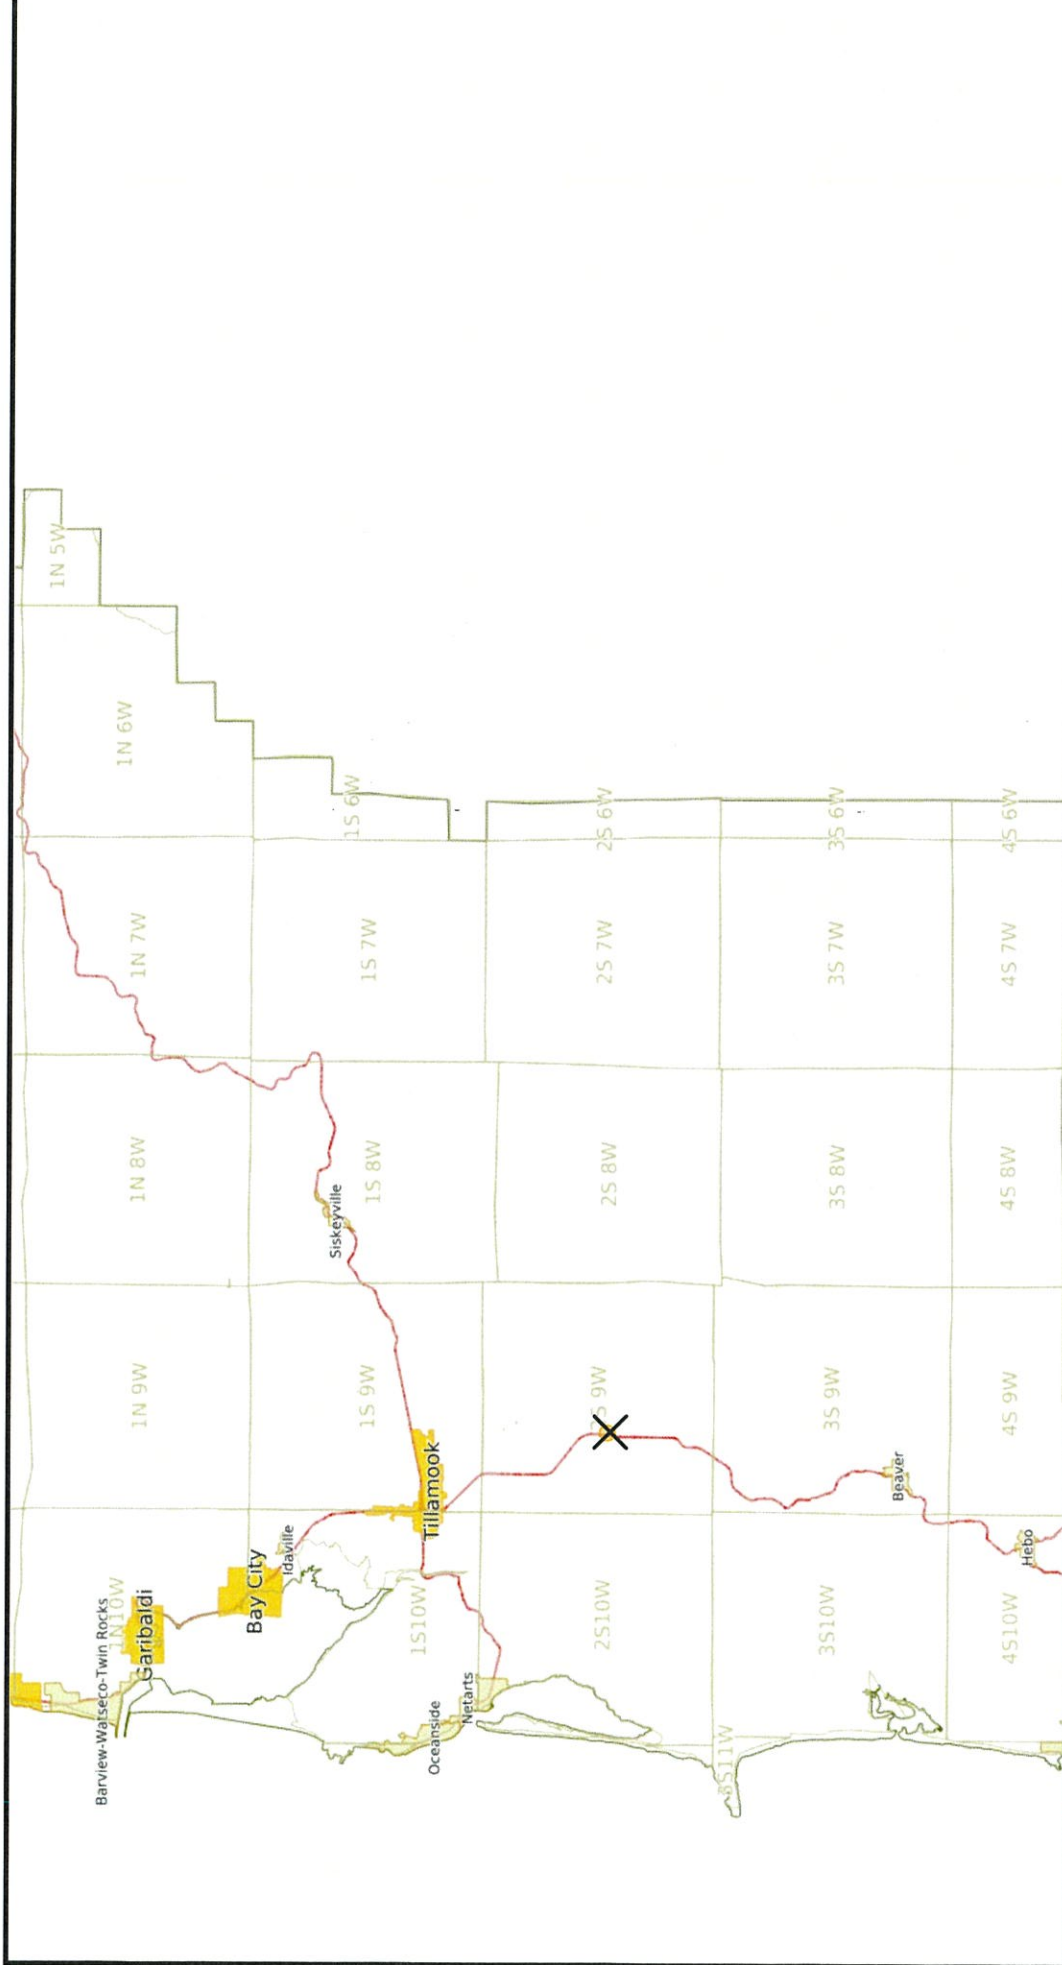 Barview-Watseco-Twin Rocks
1N10W
Garibaldi
1N 9W
1N 8W
1N 7W
1N 6W
1N 5W
Bay City
Idaville
Siskeyville
1S10W
1S 9W
1S 8W
1S 7W
1S 6W
Tillamook
Oceanside
Netarts
2S10W
2S 9W
2S 8W
2S 7W
2S 6W
3S11W
3S10W
3S 9W
3S 8W
3S 7W
3S 6W
Beaver
4S10W
4S 9W
4S 8W
4S 7W
4S 6W
Hebo